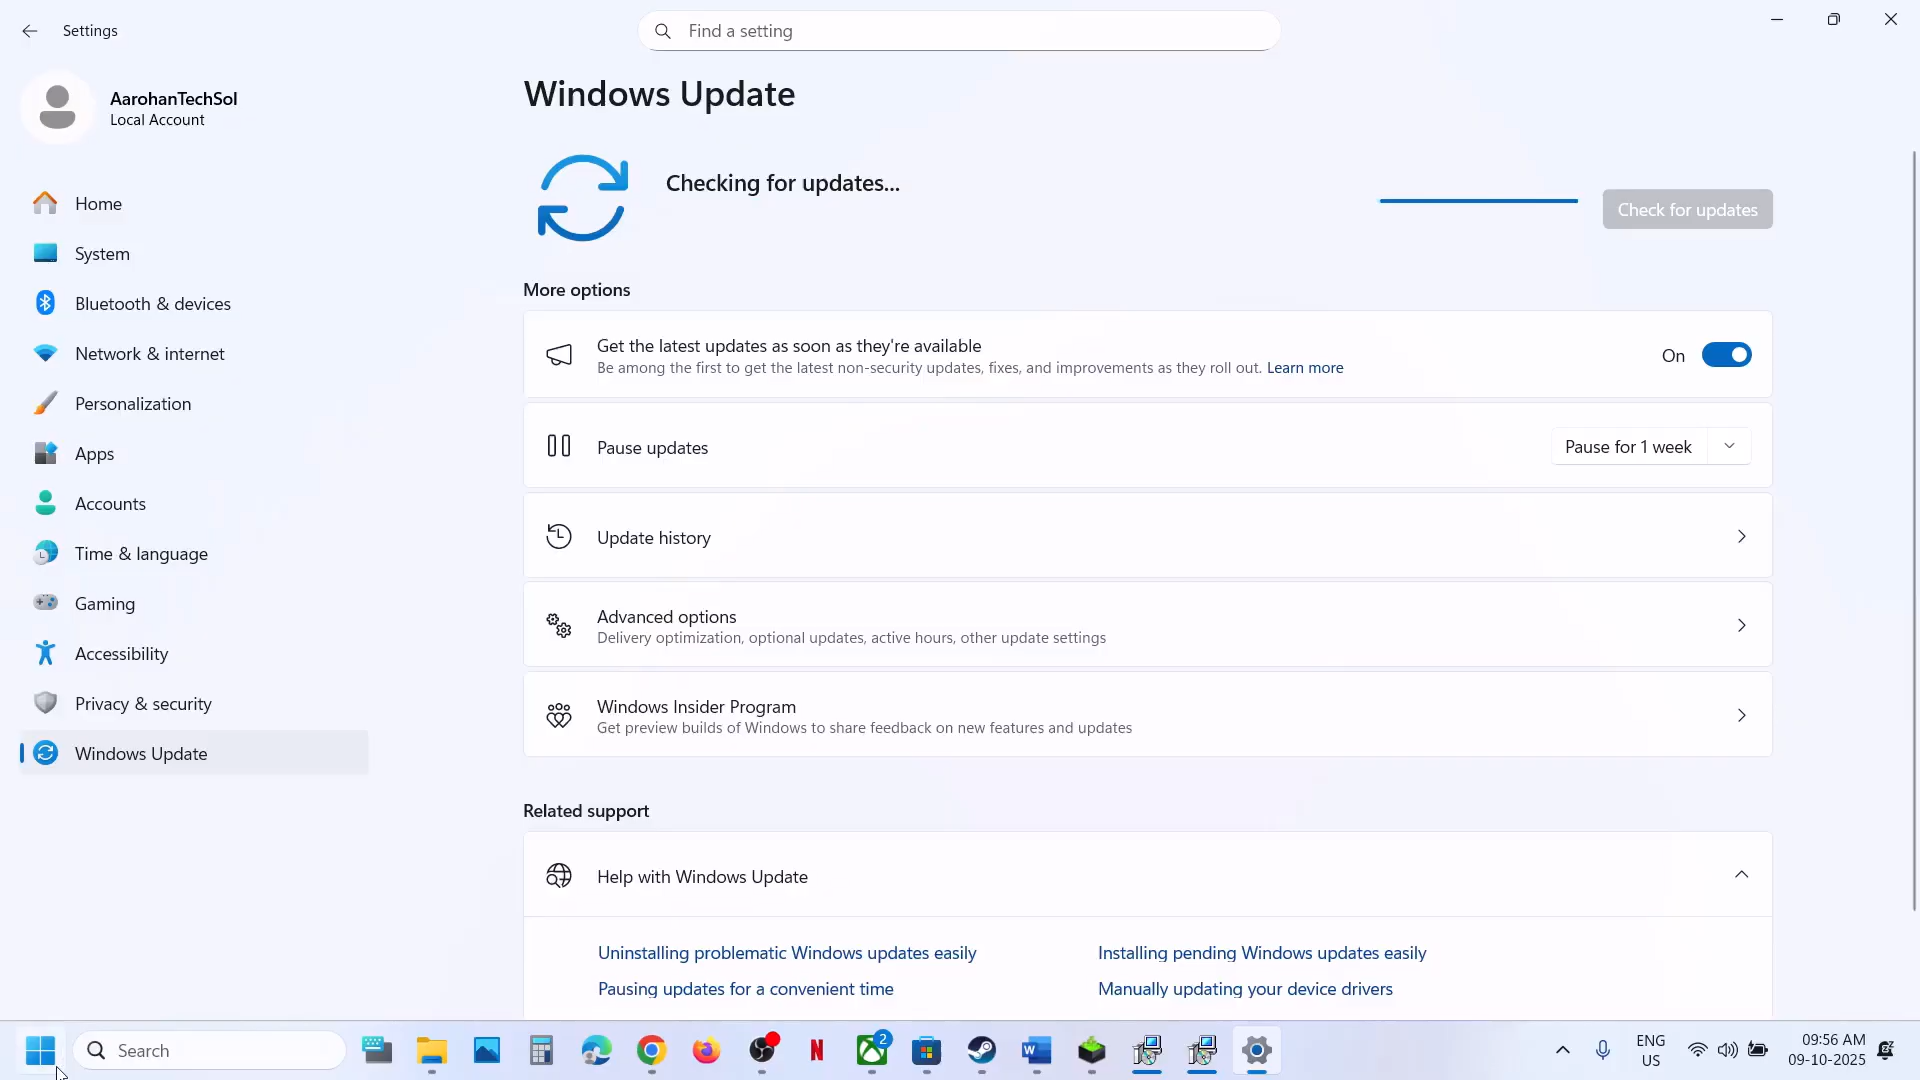 Settings
Find a setting
AarohanTechSol
Local Account
Home
System
Bluetooth & devices
Network & internet
Personalization
Apps
Accounts
Time & language
Gaming
Accessibility
Privacy & security
Windows Update
Windows Update
Checking for updates...
Check for updates
More options
Get the latest updates as soon as they're available
Be among the first to get the latest non-security updates, fixes, and improvements as they roll out. Learn more
On
Pause updates
Pause for 1 week
Update history
Advanced options
Delivery optimization, optional updates, active hours, other update settings
Windows Insider Program
Get preview builds of Windows to share feedback on new features and updates
Related support
Help with Windows Update
Uninstalling problematic Windows updates easily
Installing pending Windows updates easily
Pausing updates for a convenient time
Manually updating your device drivers
Search
2
ENG
US
09:56 AM
09-10-2025